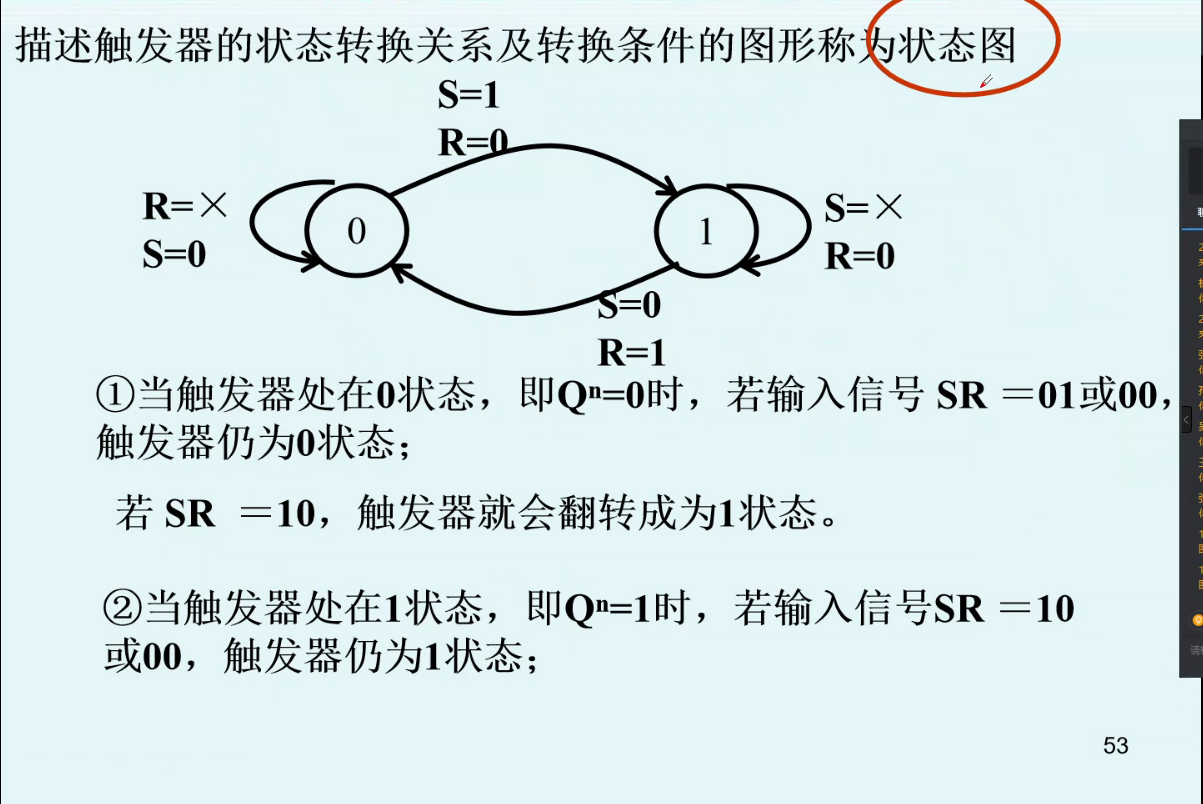 描述触发器的状态转换关系及转换条件的图形称为状态图
S=1
R=0
R=×
S=0
0
1
S=×
R=0
S=0
R=1
①当触发器处在0状态，即Qⁿ=0时，若输入信号 SR ＝01或00，
触发器仍为0状态；
若 SR ＝10，触发器就会翻转成为1状态。
②当触发器处在1状态，即Qⁿ=1时，若输入信号SR ＝10
或00，触发器仍为1状态；
53